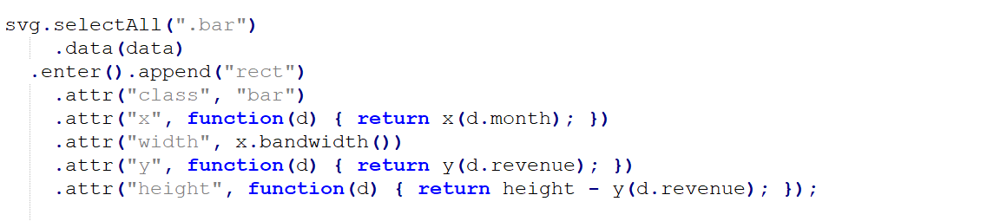 svg.selectAll(".bar")
    .data(data)
  .enter().append("rect")
    .attr("class", "bar")
    .attr("x", function(d) { return x(d.month); })
    .attr("width", x.bandwidth())
    .attr("y", function(d) { return y(d.revenue); })
    .attr("height", function(d) { return height - y(d.revenue); });